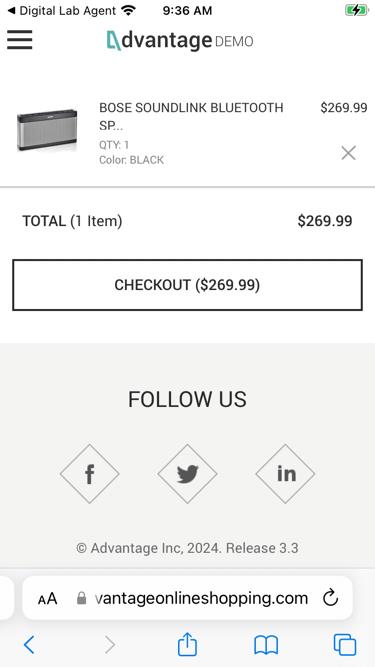 ◀ Digital Lab Agent 9:36 AM
Advantage DEMO
BOSE SOUNDLINK BLUETOOTH $269.99
SP...
QTY: 1
Color: BLACK
TOTAL (1 Item) $269.99
CHECKOUT ($269.99)
FOLLOW US
f in
© Advantage Inc, 2024. Release 3.3
AA vantageonlineshopping.com